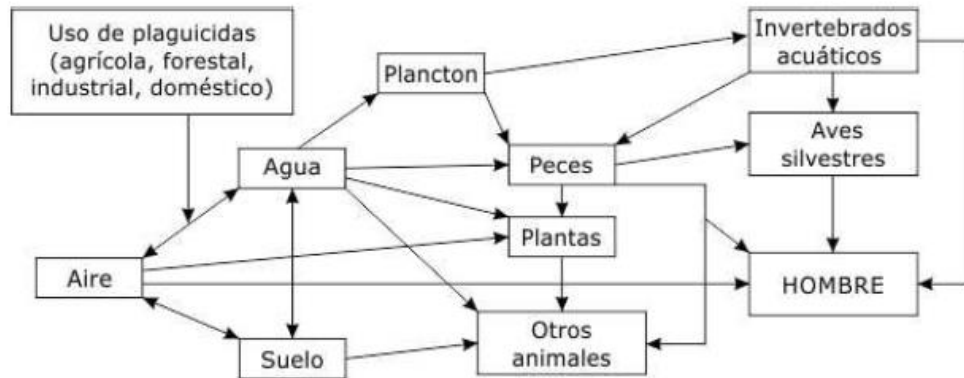 Uso de plaguicidas
(agrícola, forestal,
industrial, doméstico)
Plancton
Invertebrados
acuáticos
Agua
Peces
Aves
silvestres
Plantas
Aire
HOMBRE
Suelo
Otros
animales